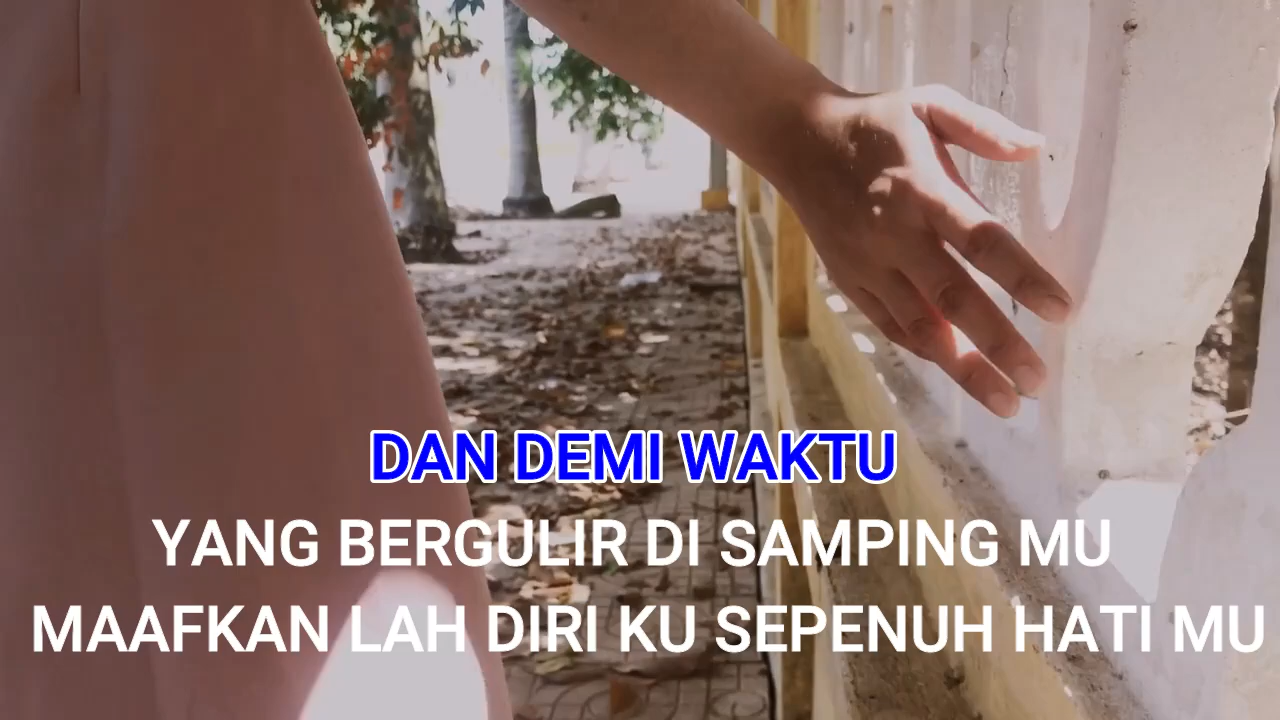 DAN DEMI WAKTU
YANG BERGULIR DI SAMPING MU
MAAFKAN LAH DIRI KU SEPENUH HATI MU